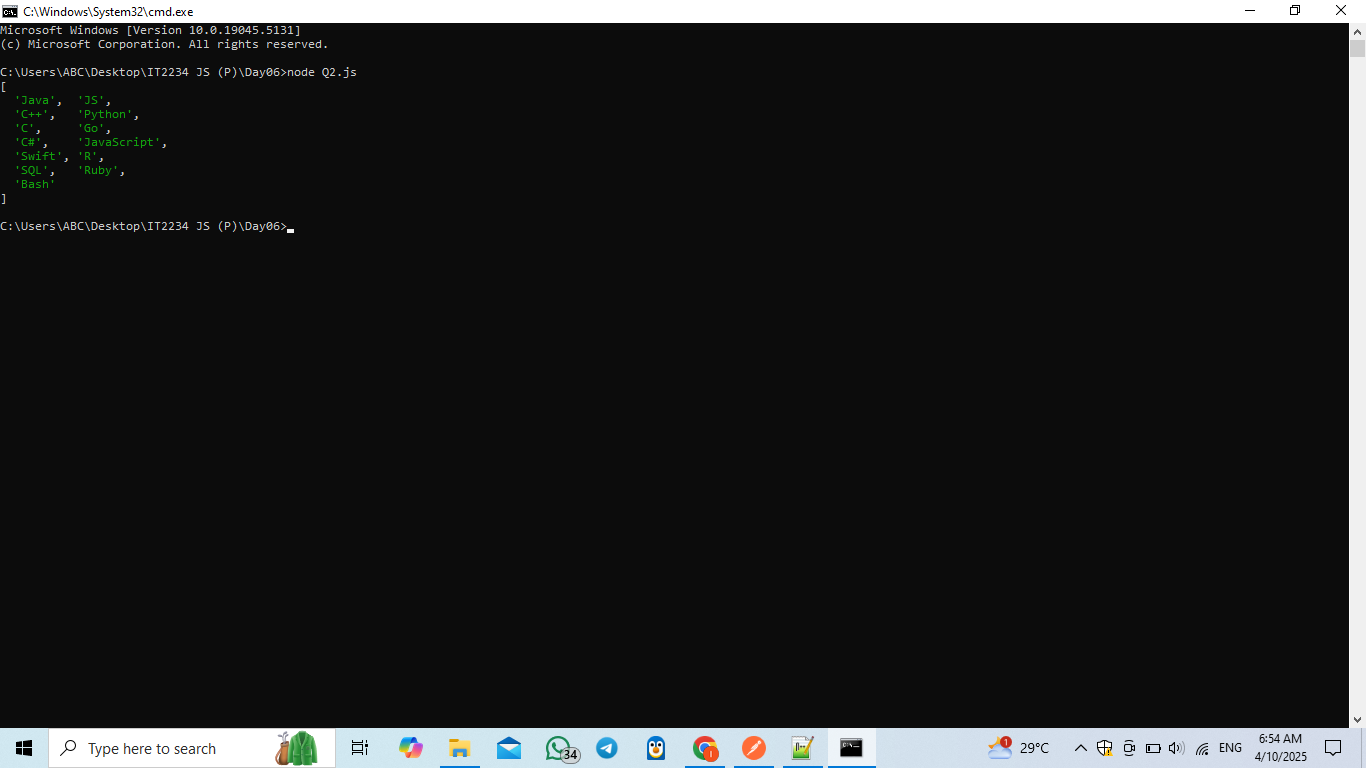 C:\Windows\System32\cmd.exe
Microsoft Windows [Version 10.0.19045.5131]
(c) Microsoft Corporation. All rights reserved.
C:\Users\ABC\Desktop\IT2234 JS (P)\Day06>node Q2.js
[
  'Java',  'JS',
  'C++',   'Python',
  'C',     'Go',
  'C#',    'JavaScript',
  'Swift', 'R',
  'SQL',   'Ruby',
  'Bash'
]
C:\Users\ABC\Desktop\IT2234 JS (P)\Day06>
Type here to search
34
1
29°C
ENG
6:54 AM
4/10/2025